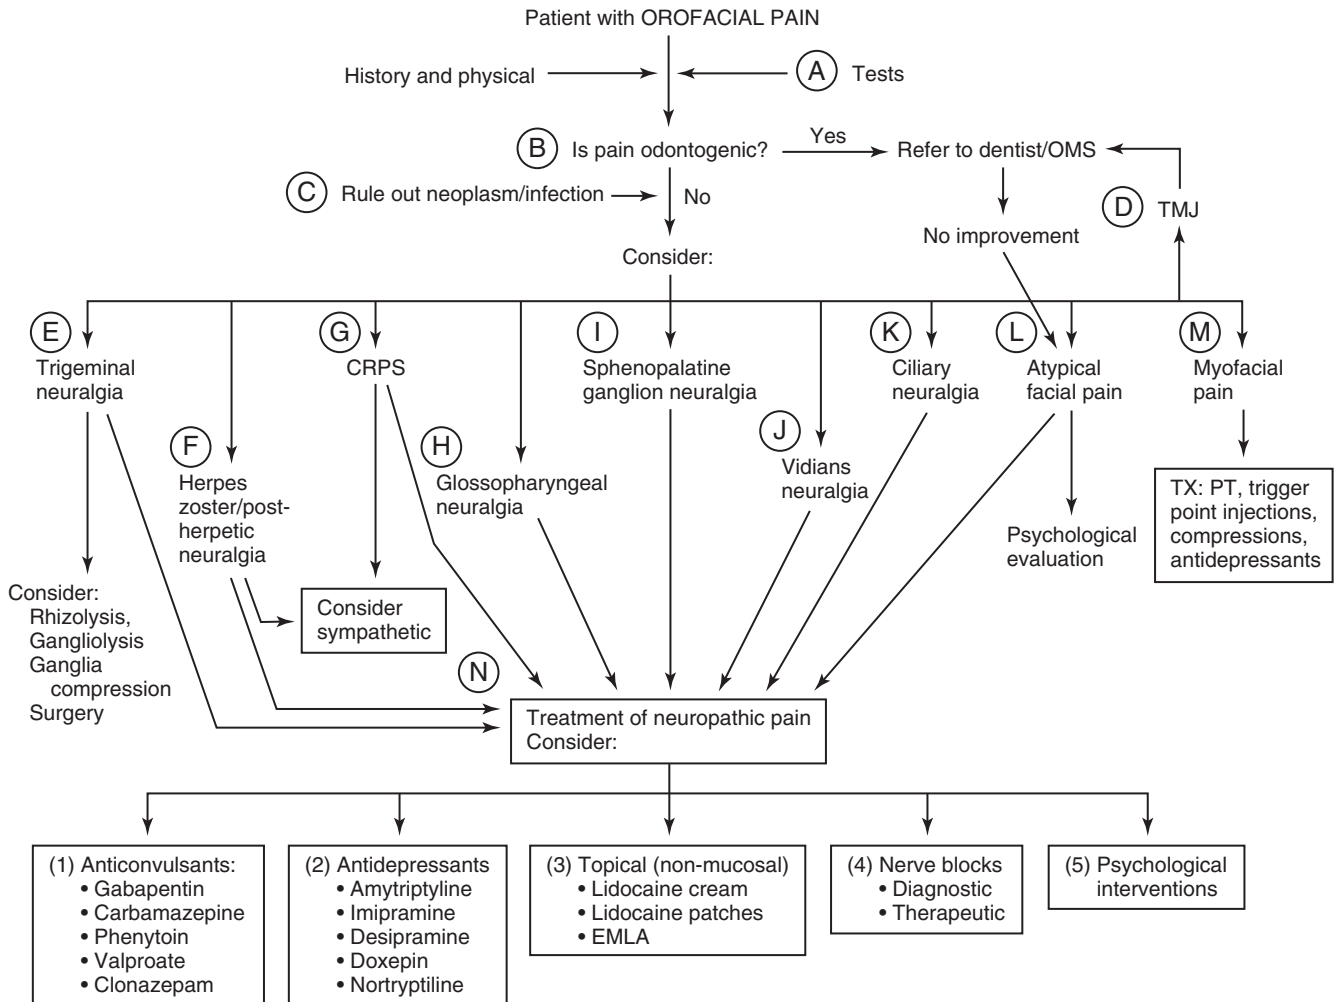 Patient with OROFACIAL PAIN
History and physical
A Tests
B Is pain odontogenic?
Yes
Refer to dentist/OMS
C Rule out neoplasm/infection
No
D TMJ
No improvement
Consider:
E
Trigeminal
neuralgia
G
CRPS
I
Sphenopalatine
ganglion neuralgia
K
Ciliary
neuralgia
L
Atypical
facial pain
M
Myofacial
pain
F
Herpes
zoster/post-
herpetic
neuralgia
H
Glossopharyngeal
neuralgia
J
Vidians
neuralgia
TX: PT, trigger
point injections,
compressions,
antidepressants
Psychological
evaluation
Consider:
Rhizolysis,
Gangliolysis
Ganglia
compression
Surgery
Consider
sympathetic
N
Treatment of neuropathic pain
Consider:
(1) Anticonvulsants:
• Gabapentin
• Carbamazepine
• Phenytoin
• Valproate
• Clonazepam
(2) Antidepressants
• Amytriptyline
• Imipramine
• Desipramine
• Doxepin
• Nortryptiline
(3) Topical (non-mucosal)
• Lidocaine cream
• Lidocaine patches
• EMLA
(4) Nerve blocks
• Diagnostic
• Therapeutic
(5) Psychological
interventions